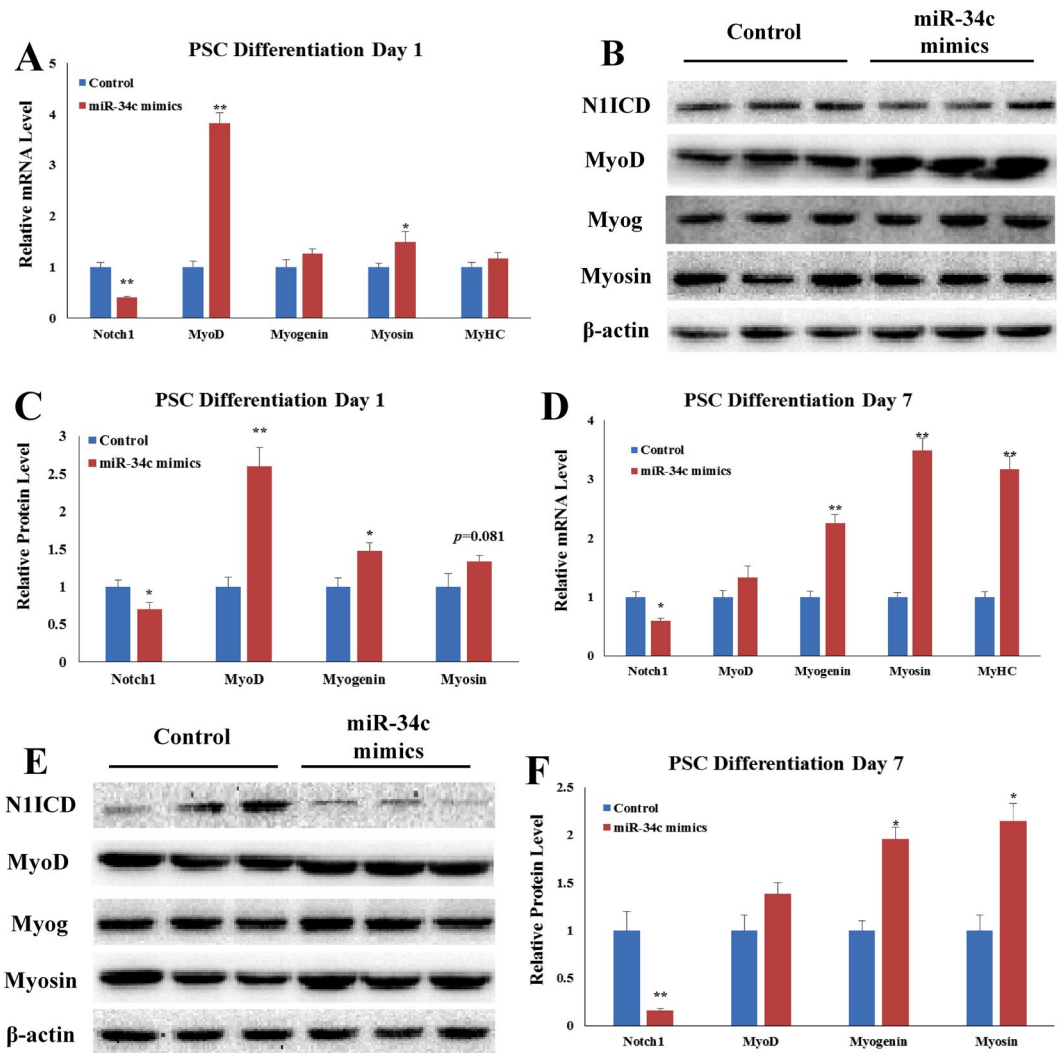 A
PSC Differentiation Day 1
Control
miR-34c mimics
Relative mRNA Level
5
4
3
2
1
0
**
**
*
Notch1 MyoD Myogenin Myosin MyHC
B
Control
miR-34c
mimics
N1ICD
MyoD
Myog
Myosin
β-actin
C
PSC Differentiation Day 1
Control
miR-34c mimics
Relative Protein Level
3
2.5
2
1.5
1
0.5
0
*
**
*
p=0.081
Notch1 MyoD Myogenin Myosin
D
PSC Differentiation Day 7
Control
miR-34c mimics
Relative mRNA Level
4
3
2
1
0
*
**
**
**
Notch1 MyoD Myogenin Myosin MyHC
E
Control
miR-34c
mimics
N1ICD
MyoD
Myog
Myosin
β-actin
F
PSC Differentiation Day 7
Control
miR-34c mimics
Relative Protein Level
2.5
2
1.5
1
0.5
0
**
*
*
Notch1 MyoD Myogenin Myosin